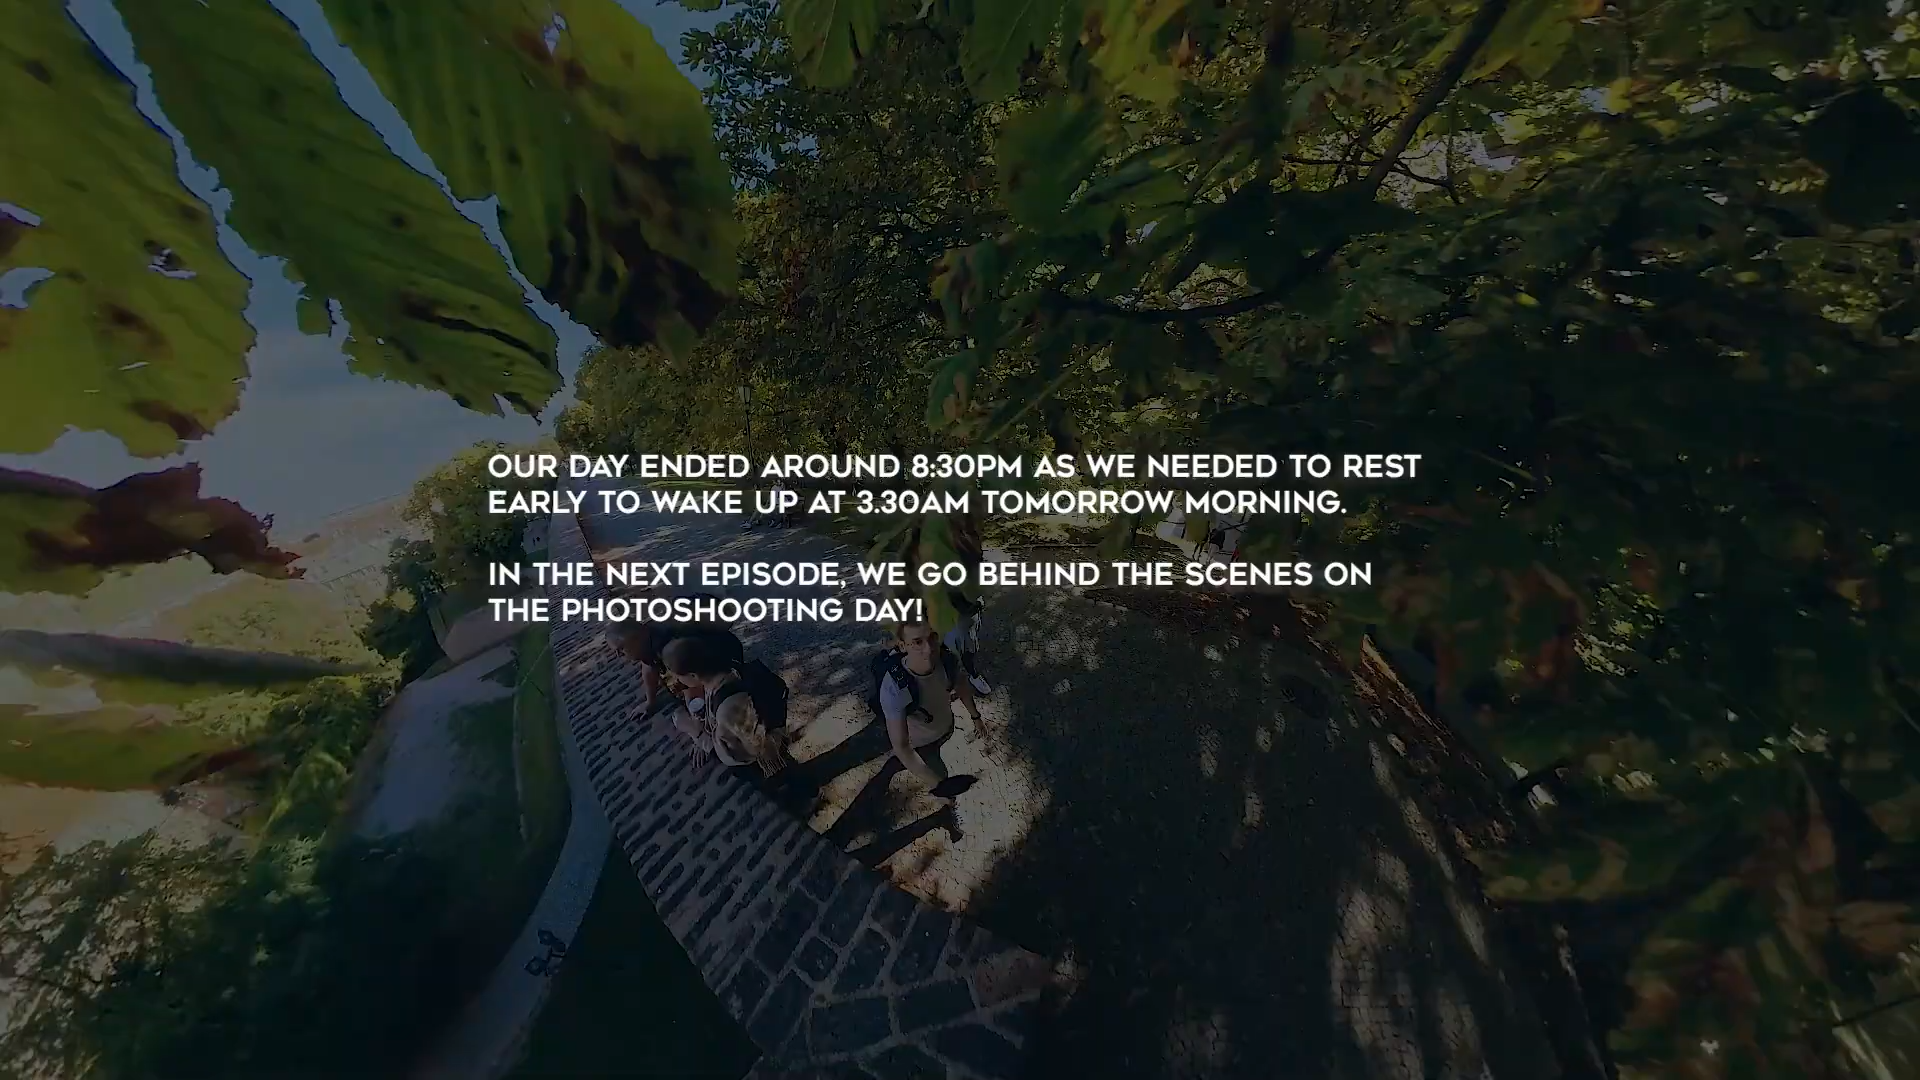 OUR DAY ENDED AROUND 8:30PM AS WE NEEDED TO REST
EARLY TO WAKE UP AT 3.30AM TOMORROW MORNING.
IN THE NEXT EPISODE, WE GO BEHIND THE SCENES ON
THE PHOTOSHOOTING DAY!